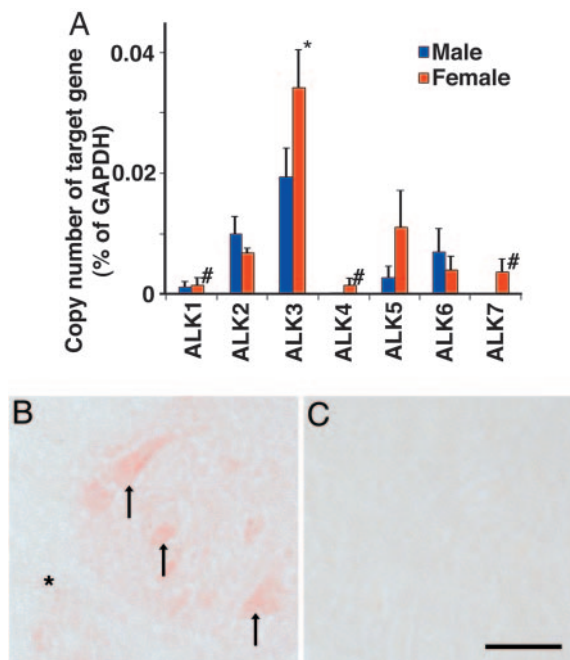 A
Copy number of target gene
(% of GAPDH)
0.04
0.02
0
*
Male
Female
#
#
#
ALK1
ALK2
ALK3
ALK4
ALK5
ALK6
ALK7
B
*
C